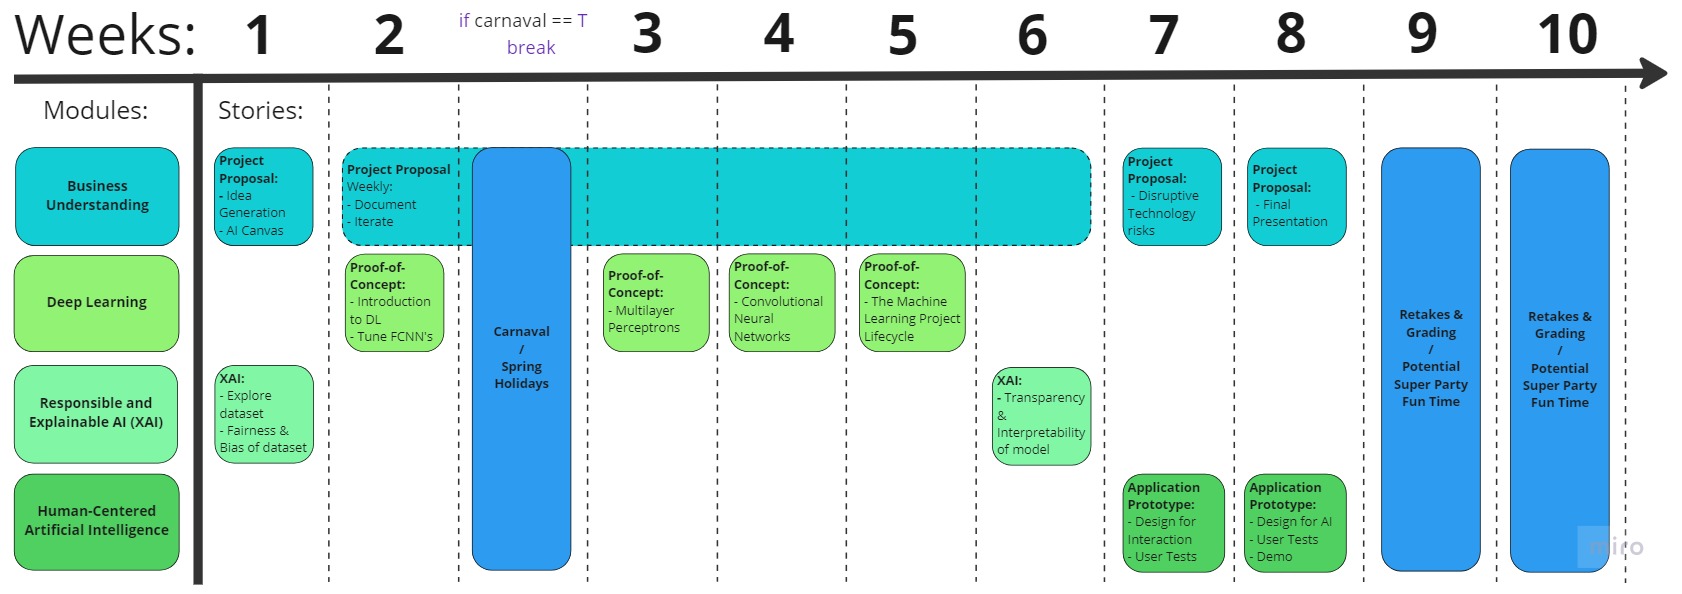 Weeks:
1
2
if carnaval == T
break
3
4
5
6
7
8
9
10
Modules:
Stories:
Business
Understanding
Project
Proposal:
- Idea
Generation
- AI Canvas
Project Proposal
Weekly:
- Document
- Iterate
Project
Proposal:
- Disruptive
Technology
risks
Project
Proposal:
- Final
Presentation
Deep Learning
Proof-of-
Concept:
- Introduction
to DL
- Tune FCNN's
Carnaval
/
Spring
Holidays
Proof-of-
Concept:
- Multilayer
Perceptrons
Proof-of-
Concept:
- Convolutional
Neural
Networks
Proof-of-
Concept:
- The Machine
Learning Project
Lifecycle
Retakes &
Grading
/
Potential
Super Party
Fun Time
Retakes &
Grading
/
Potential
Super Party
Fun Time
Responsible and
Explainable AI (XAI)
XAI:
- Explore
dataset
- Fairness &
Bias of dataset
XAI:
- Transparency
&
Interpretability
of model
Human-Centered
Artificial Intelligence
Application
Prototype:
- Design for
Interaction
- User Tests
Application
Prototype:
- Design for AI
- User Tests
- Demo
miro